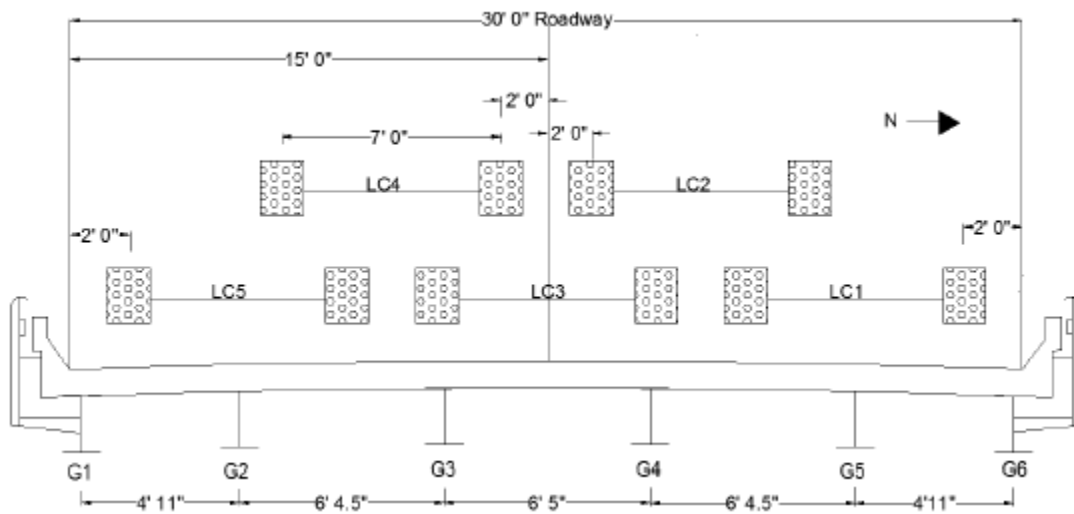 30' 0" Roadway
15' 0"
2' 0"
N
7' 0"
2' 0"
LC4
LC2
2' 0"
2' 0"
LC5
LC3
LC1
G1
G2
G3
G4
G5
G6
4' 11"
6' 4.5"
6' 5"
6' 4.5"
4'11"